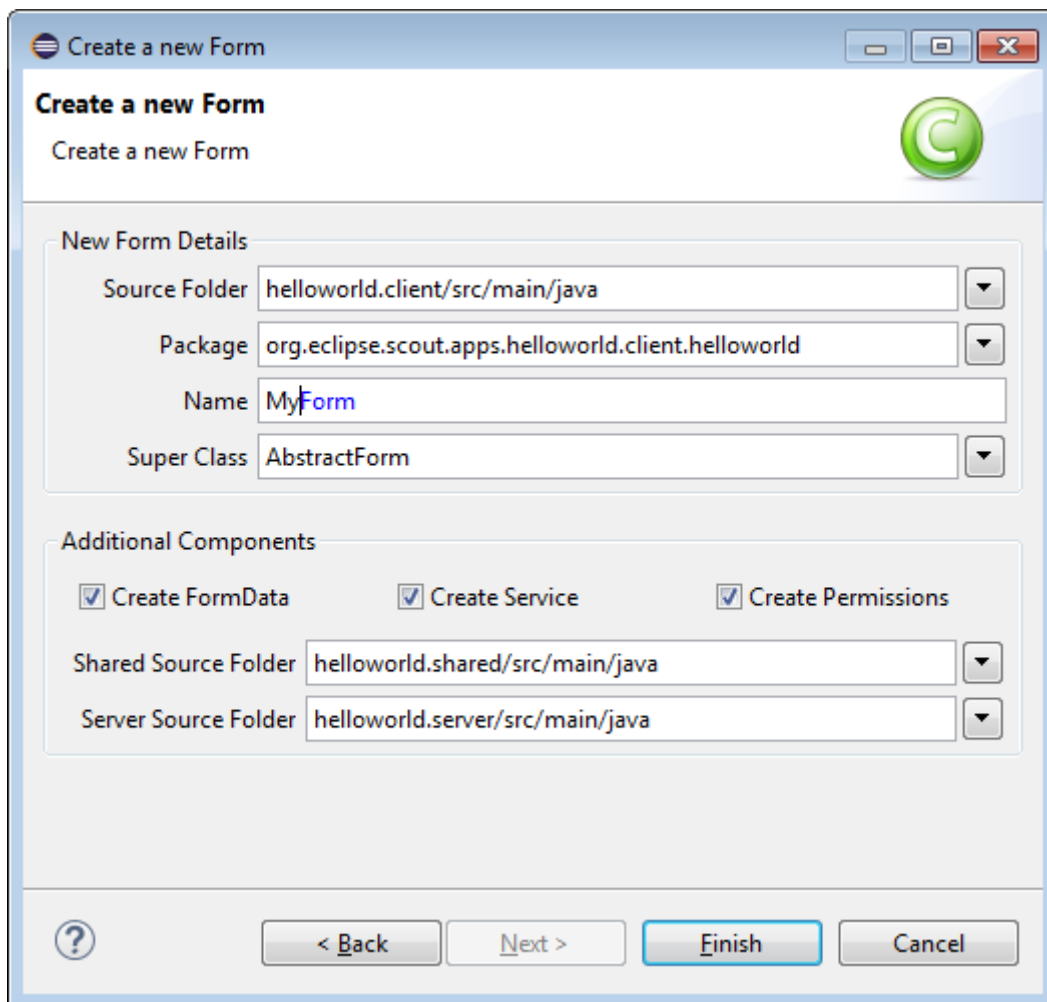 Create a new Form
Create a new Form
Create a new Form
New Form Details
Source Folder helloworld.client/src/main/java
Package org.eclipse.scout.apps.helloworld.client.helloworld
Name MyForm
Super Class AbstractForm
Additional Components
Create FormData Create Service Create Permissions
Shared Source Folder helloworld.shared/src/main/java
Server Source Folder helloworld.server/src/main/java
? < Back Next > Finish Cancel